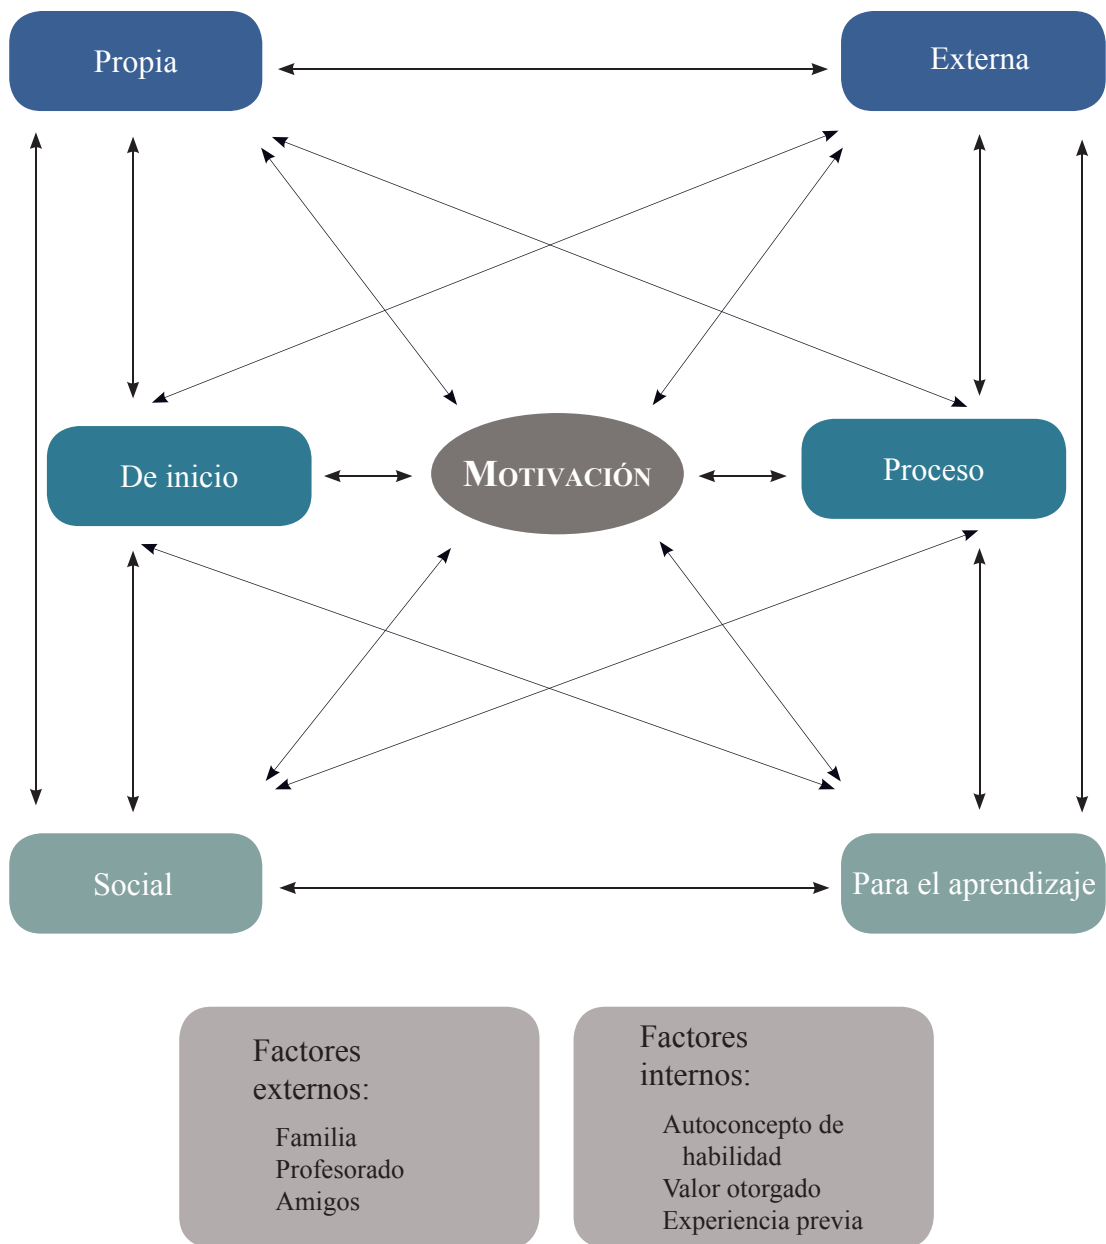 Propia
Externa
De inicio
MOTIVACIÓN
Proceso
Social
Para el aprendizaje
Factores
externos:
Familia
Profesorado
Amigos
Factores
internos:
Autoconcepto de
habilidad
Valor otorgado
Experiencia previa